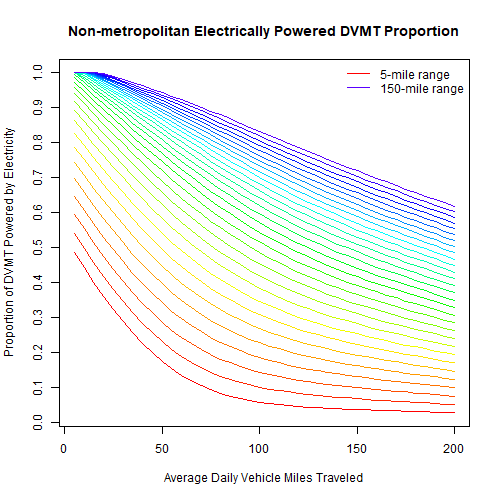 Non-metropolitan Electrically Powered DVMT Proportion
5-mile range
150-mile range
Proportion of DVMT Powered by Electricity
1.0
0.9
0.8
0.7
0.6
0.5
0.4
0.3
0.2
0.1
0.0
0 50 100 150 200
Average Daily Vehicle Miles Traveled